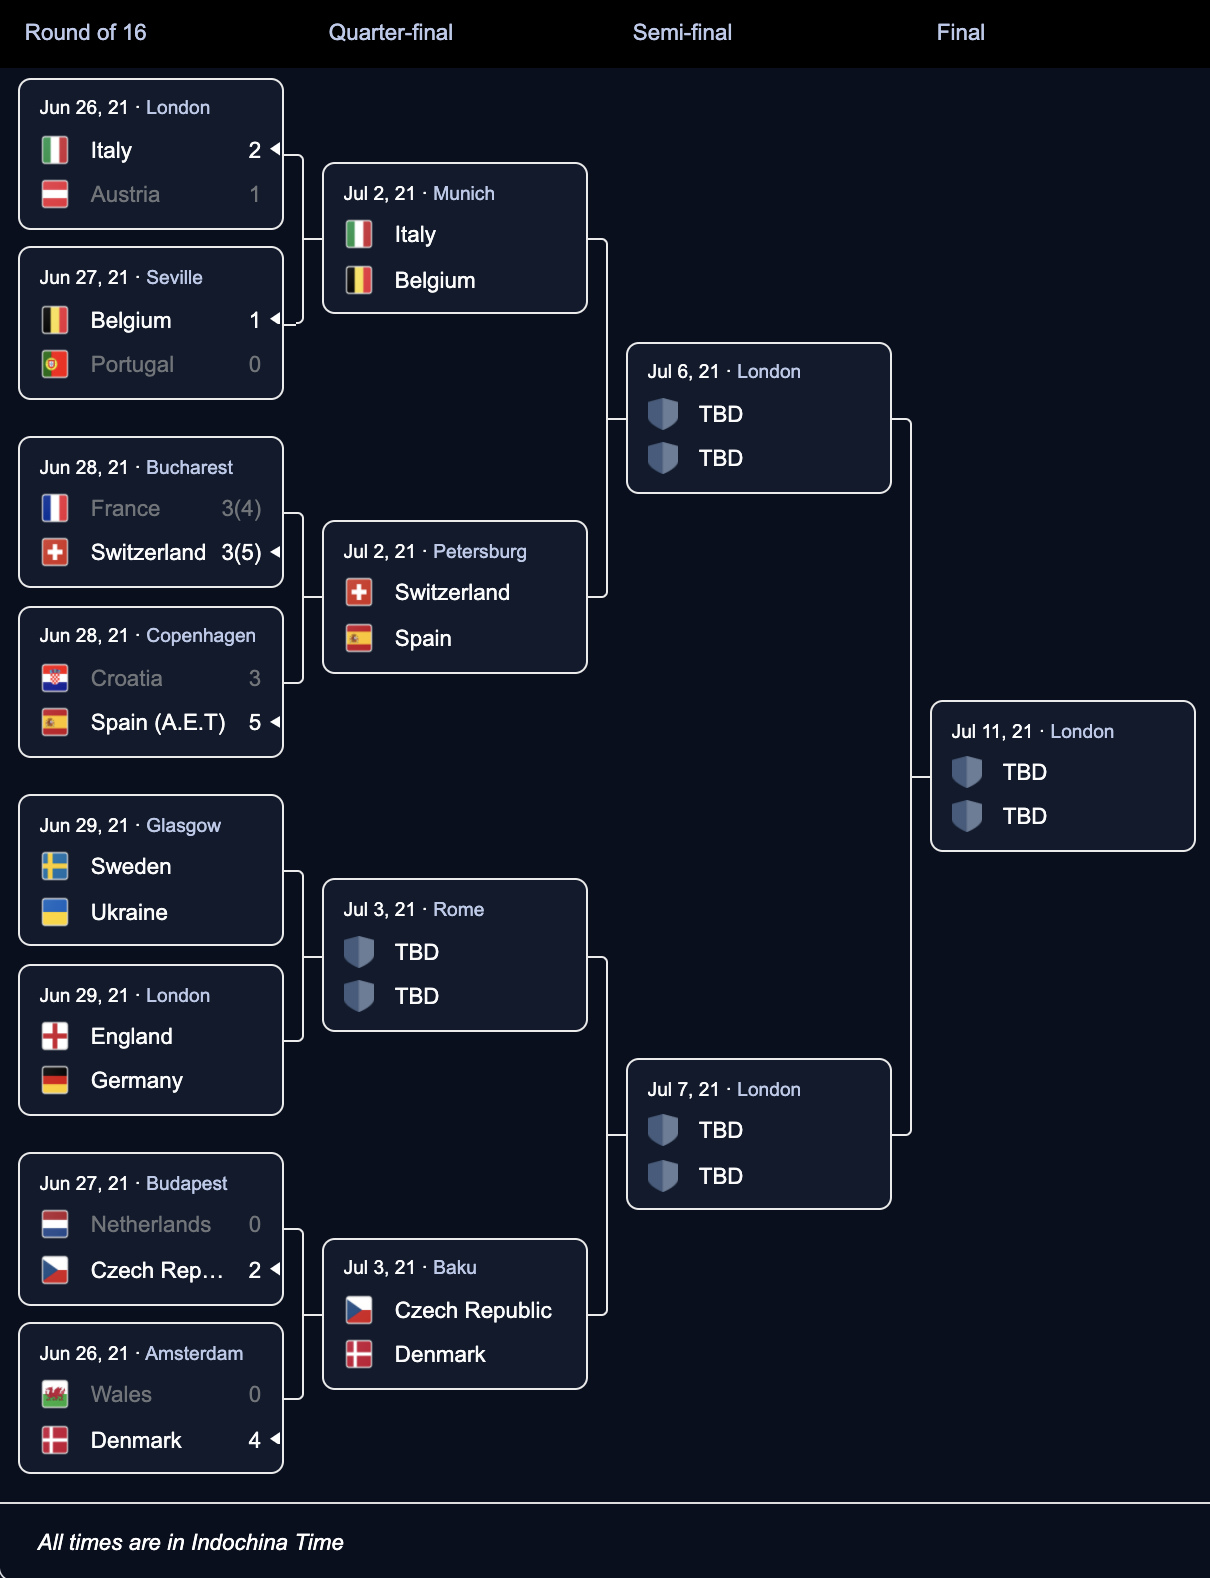 Round of 16
Quarter-final
Semi-final
Final
Jun 26, 21 · London
Italy 2
Austria 1
Jun 27, 21 · Seville
Belgium 1
Portugal 0
Jun 28, 21 · Bucharest
France 3(4)
Switzerland 3(5)
Jun 28, 21 · Copenhagen
Croatia 3
Spain (A.E.T) 5
Jun 29, 21 · Glasgow
Sweden
Ukraine
Jun 29, 21 · London
England
Germany
Jun 27, 21 · Budapest
Netherlands 0
Czech Rep... 2
Jun 26, 21 · Amsterdam
Wales 0
Denmark 4
Jul 2, 21 · Munich
Italy
Belgium
Jul 2, 21 · Petersburg
Switzerland
Spain
Jul 3, 21 · Rome
TBD
TBD
Jul 3, 21 · Baku
Czech Republic
Denmark
Jul 6, 21 · London
TBD
TBD
Jul 7, 21 · London
TBD
TBD
Jul 11, 21 · London
TBD
TBD
All times are in Indochina Time